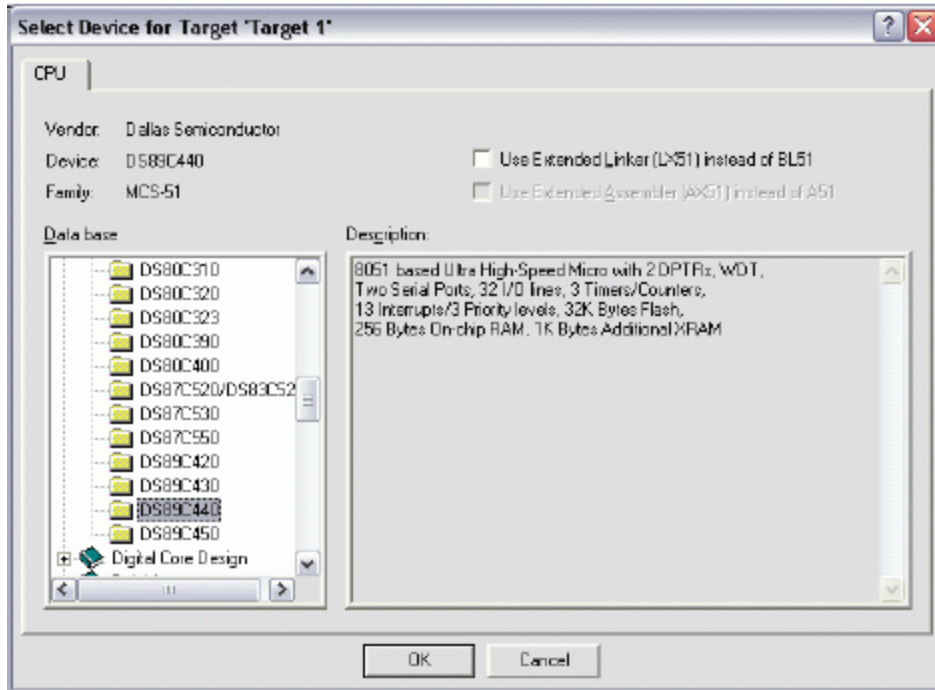 Select Device for Target 'Target 1'
CPU
Vendor: Dallas Semiconductor
Device: DS89C440
Family: MCS-51
Use Extended Linker (LX51) instead of BL51
Use Extended Assembler (AX51) instead of A51
Data base
DS80C310
DS80C320
DS80C323
DS80C390
DS80C400
DS87C520/DS83C52
DS87C530
DS87C550
DS89C420
DS89C430
DS89C440
DS89C450
Digital Core Design
Description:
8051 based Ultra High-Speed Micro with 2 DPTRs, WDT,
Two Serial Ports, 32 I/O lines, 3 Timers/Counters,
13 Interrupts/3 Priority levels, 32K Bytes Flash,
256 Bytes On-chip RAM, 1K Bytes Additional XRAM
OK Cancel